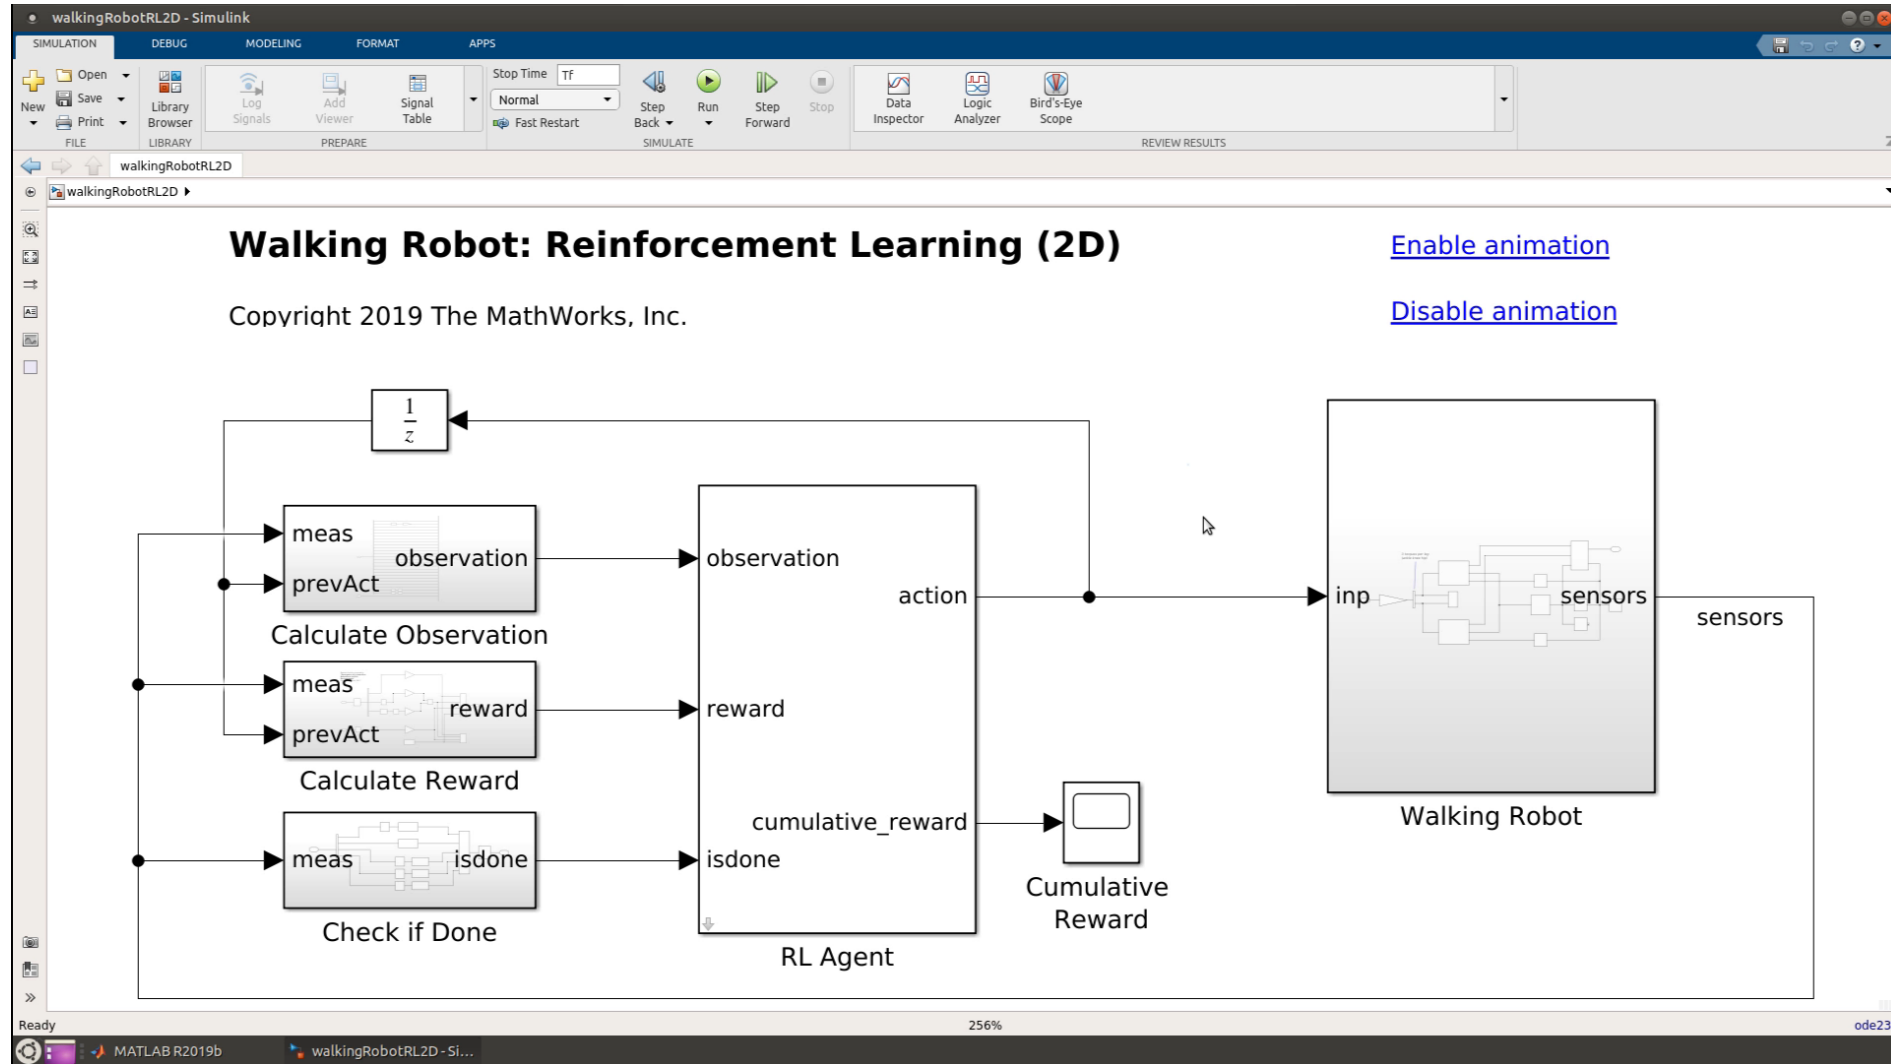 walkingRobotRL2D - Simulink
SIMULATION DEBUG MODELING FORMAT APPS
New
Open
Save
Print
FILE
Library Browser
LIBRARY
Log Signals
Add Viewer
Signal Table
PREPARE
Stop Time Tf
Normal
Fast Restart
Step Back
Run
Step Forward
Stop
SIMULATE
Data Inspector
Logic Analyzer
Bird's-Eye Scope
REVIEW RESULTS
walkingRobotRL2D
walkingRobotRL2D
Walking Robot: Reinforcement Learning (2D)
Enable animation
Copyright 2019 The MathWorks, Inc.
Disable animation
1
z
meas
observation
prevAct
Calculate Observation
meas
reward
prevAct
Calculate Reward
meas
isdone
Check if Done
observation
action
reward
cumulative_reward
isdone
RL Agent
Cumulative
Reward
inp
sensors
Walking Robot
sensors
Ready
256%
ode23
MATLAB R2019b
walkingRobotRL2D - Si...